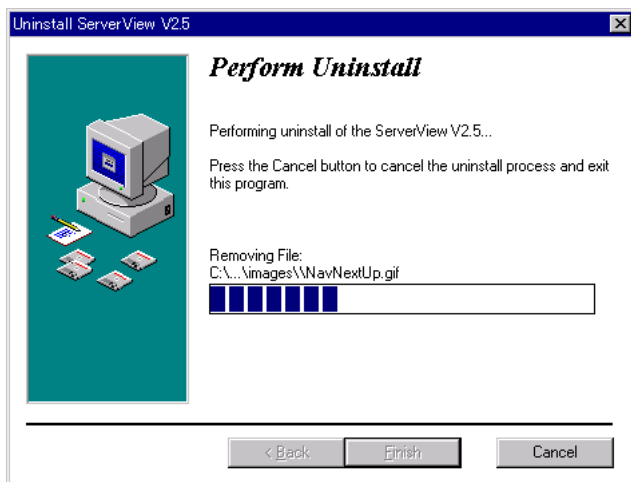 Uninstall ServerView V2.5
Perform Uninstall
Performing uninstall of the ServerView V2.5...
Press the Cancel button to cancel the uninstall process and exit
this program.
Removing File:
C:\...\images\\NavNextUp.gif
< Back
Finish
Cancel